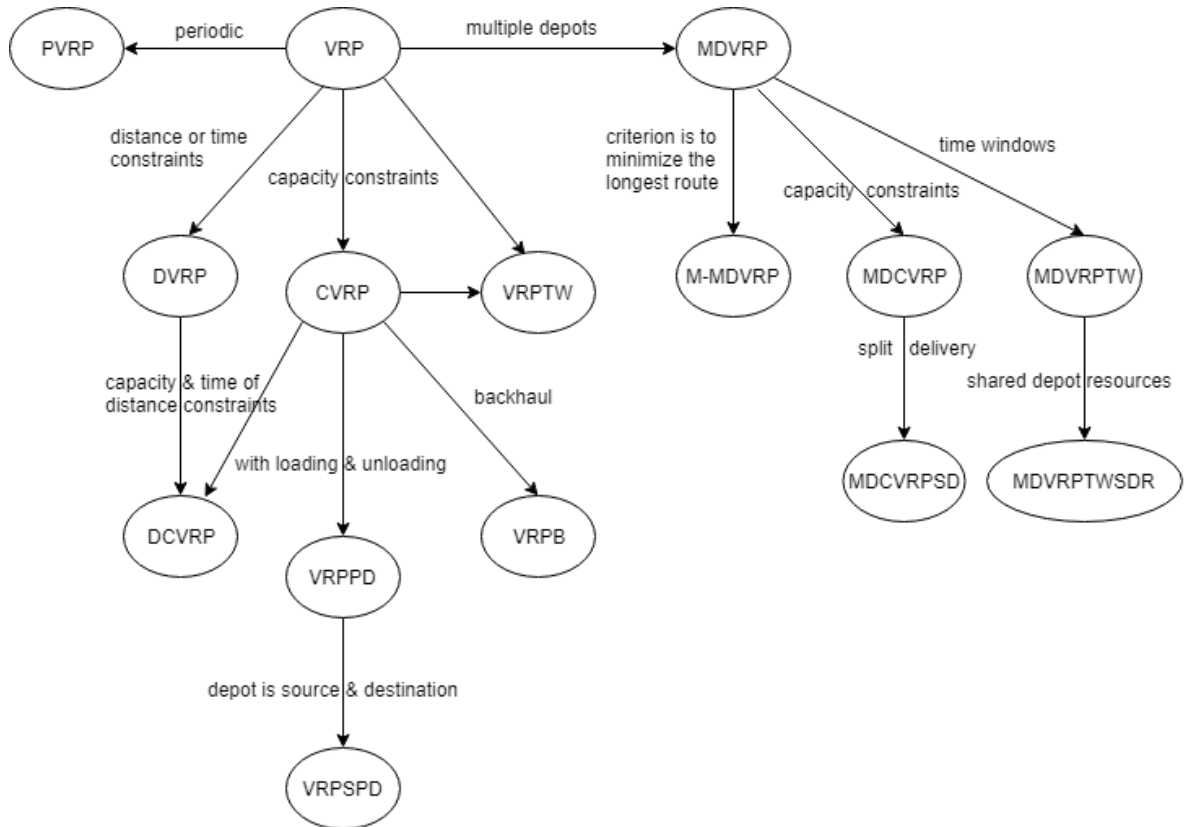 PVRP
periodic
VRP
multiple depots
MDVRP
distance or time
constraints
capacity constraints
criterion is to
minimize the
longest route
capacity constraints
time windows
DVRP
CVRP
VRPTW
M-MDVRP
MDCVRP
MDVRPTW
capacity & time of
distance constraints
backhaul
split delivery
shared depot resources
with loading & unloading
DCVRP
VRPPD
VRPB
MDCVRPSD
MDVRPTWSDR
depot is source & destination
VRPSPD